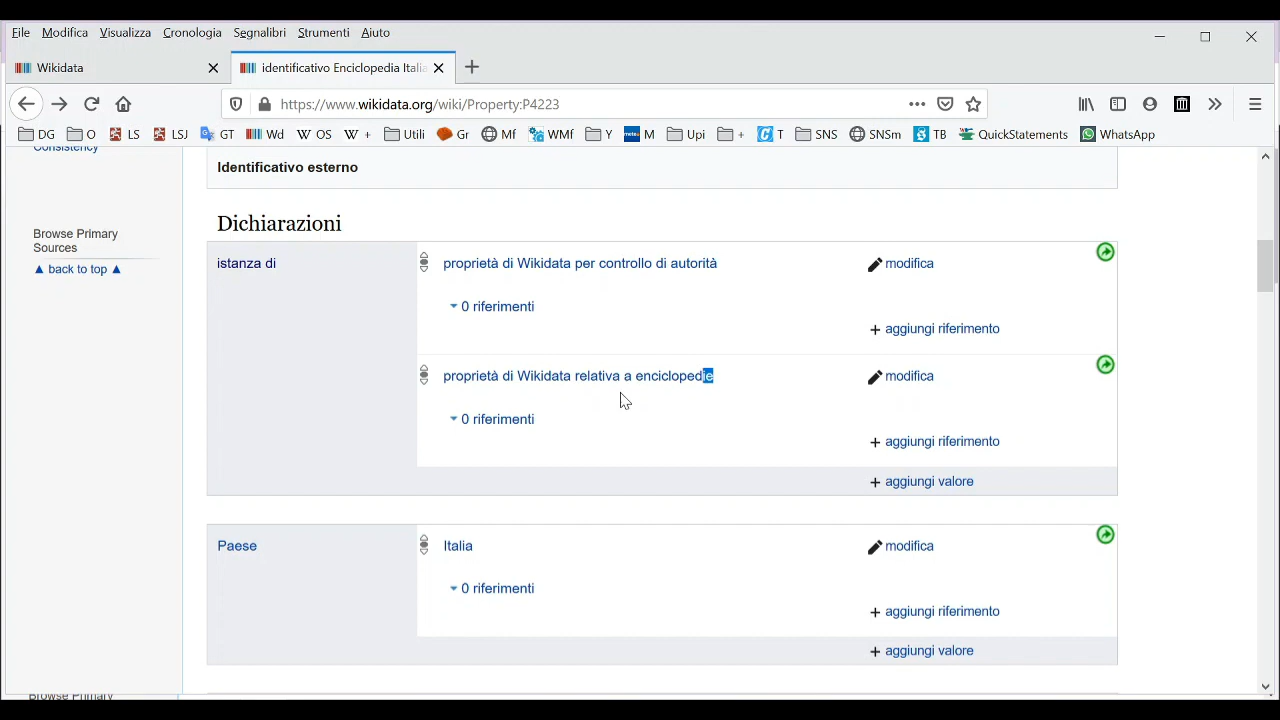 File Modifica Visualizza Cronologia Segnalibri Strumenti Aiuto
Wikidata identificativo Enciclopedia Italia
https://www.wikidata.org/wiki/Property:P4223
DG O LS LSJ GT Wd OS + Utili Gr Mf WMf Y M Upi + T SNS SNSm TB QuickStatements WhatsApp
Consistency
Identificativo esterno
Browse Primary
Sources
▲ back to top ▲
Dichiarazioni
istanza di
proprietà di Wikidata per controllo di autorità
modifica
0 riferimenti
+ aggiungi riferimento
proprietà di Wikidata relativa a enciclopedie
modifica
0 riferimenti
+ aggiungi riferimento
+ aggiungi valore
Paese
Italia
modifica
0 riferimenti
+ aggiungi riferimento
+ aggiungi valore
Browse Primary